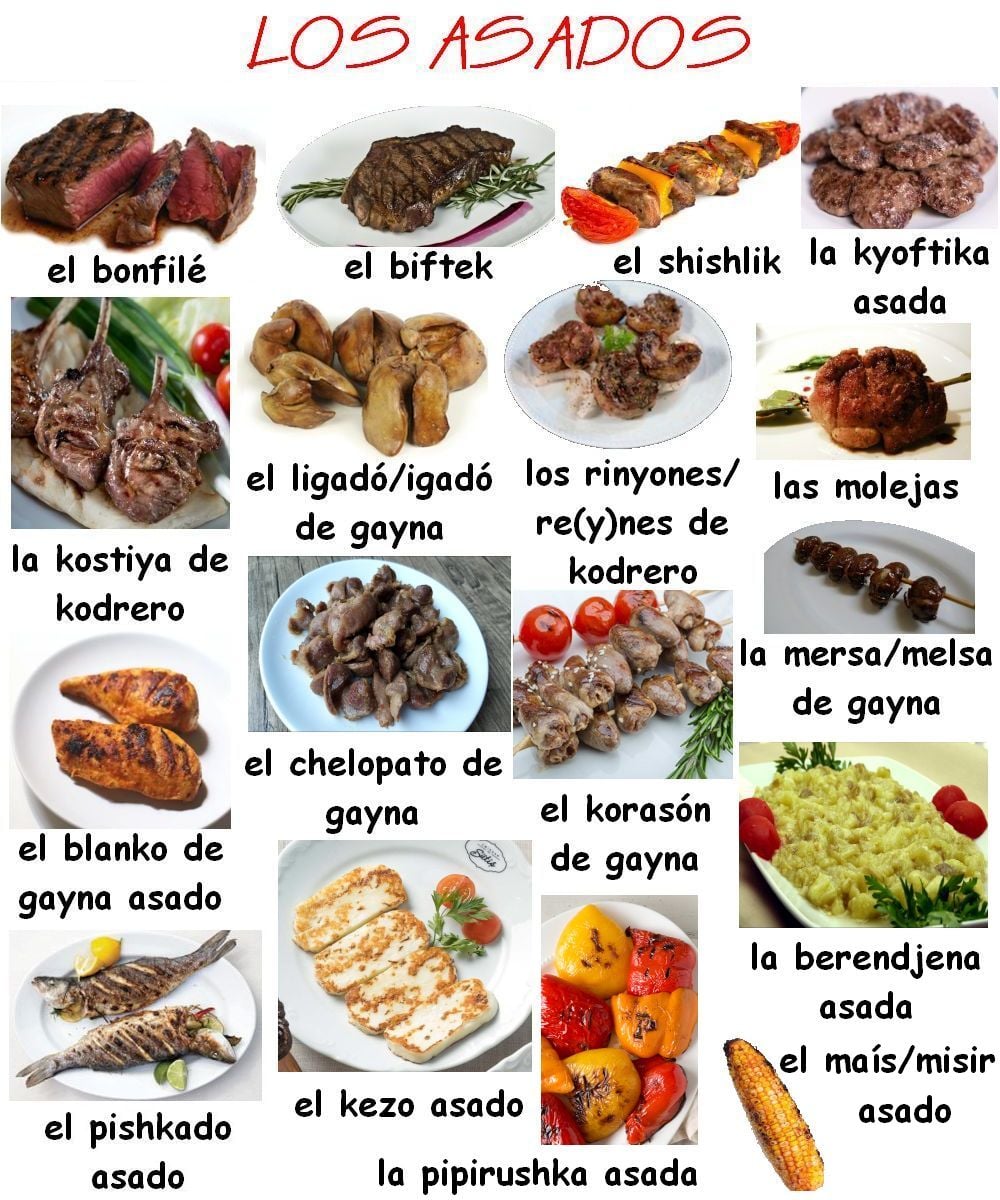 LOS ASADOS
el bonfilé
el biftek
el shishlik
la kyoftika
asada
la kostiya de
kodrero
el ligadó/igadó
de gayna
los rinyones/
re(y)nes de
kodrero
las molejas
la mersa/melsa
de gayna
el blanko de
gayna asado
el chelopato de
gayna
el korasón
de gayna
la berendjena
asada
el pishkado
asado
el kezo asado
la pipirushka asada
el maís/misir
asado